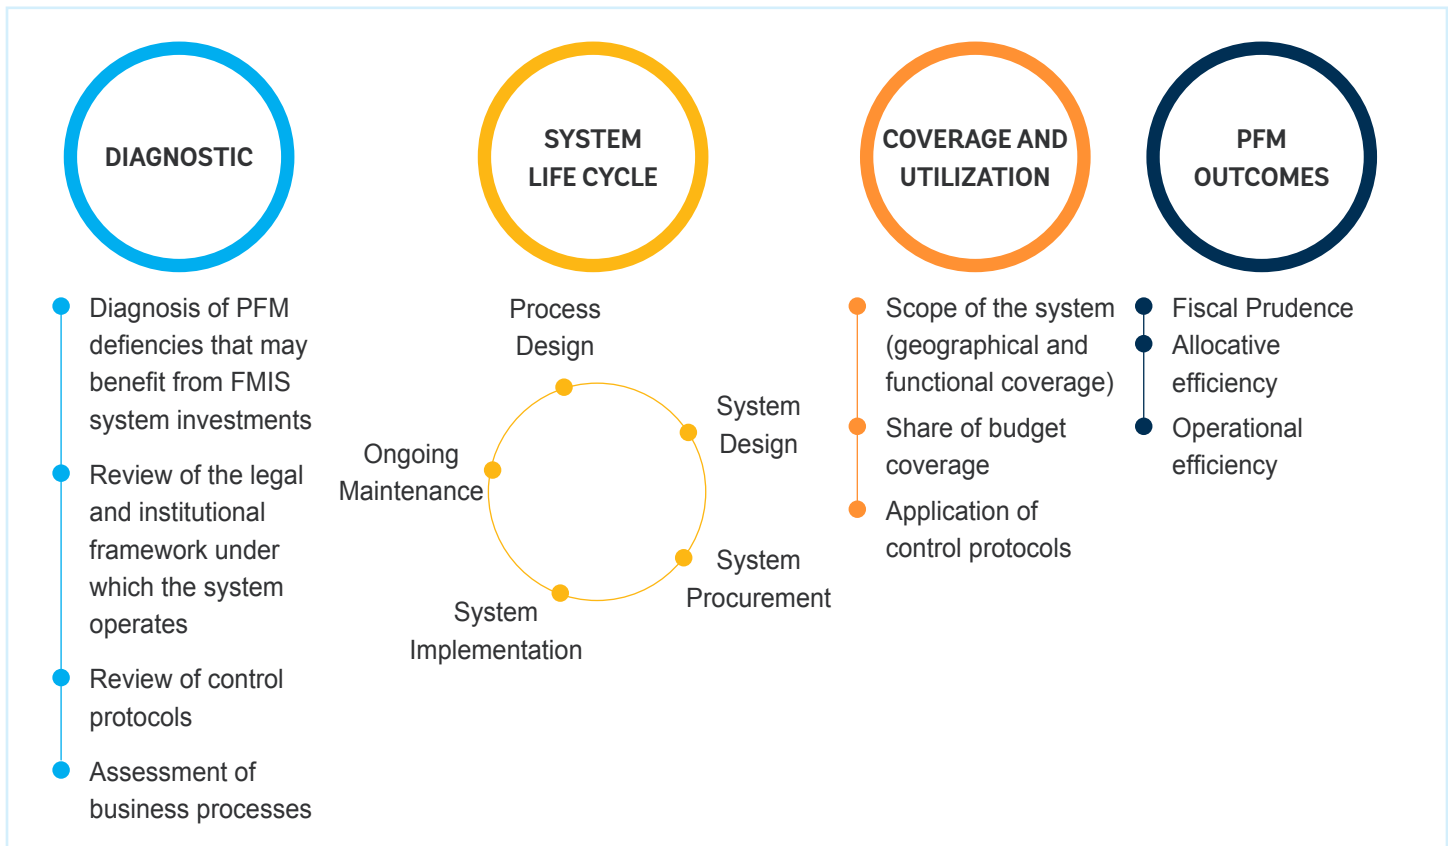 DIAGNOSTIC
Diagnosis of PFM
defiencies that may
benefit from FMIS
system investments
Review of the legal
and institutional
framework under
which the system
operates
Review of control
protocols
Assessment of
business processes
SYSTEM
LIFE CYCLE
Process
Design
System
Design
System
Procurement
System
Implementation
Ongoing
Maintenance
COVERAGE AND
UTILIZATION
Scope of the system
(geographical and
functional coverage)
Share of budget
coverage
Application of
control protocols
PFM
OUTCOMES
Fiscal Prudence
Allocative
efficiency
Operational
efficiency